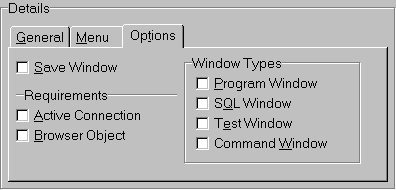 Details
General Menu Options
Save Window
Requirements
Active Connection
Browser Object
Window Types
Program Window
SQL Window
Test Window
Command Window